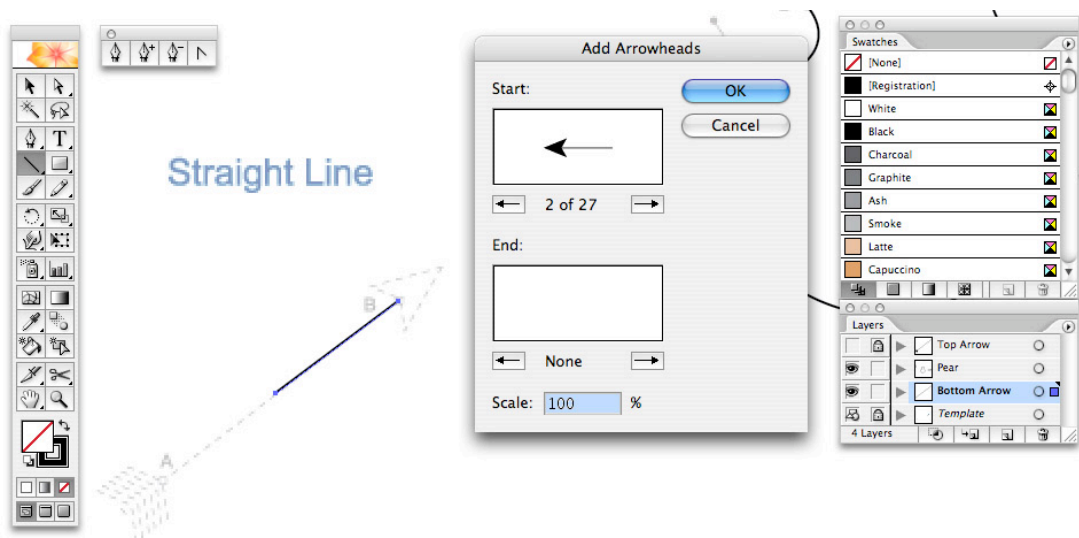 Straight Line
B
A
T
Add Arrowheads
Start:
OK
Cancel
2 of 27
End:
None
Scale: 100 %
Swatches
[None]
[Registration]
White
Black
Charcoal
Graphite
Ash
Smoke
Latte
Capuccino
Layers
Top Arrow
Pear
Bottom Arrow
Template
4 Layers